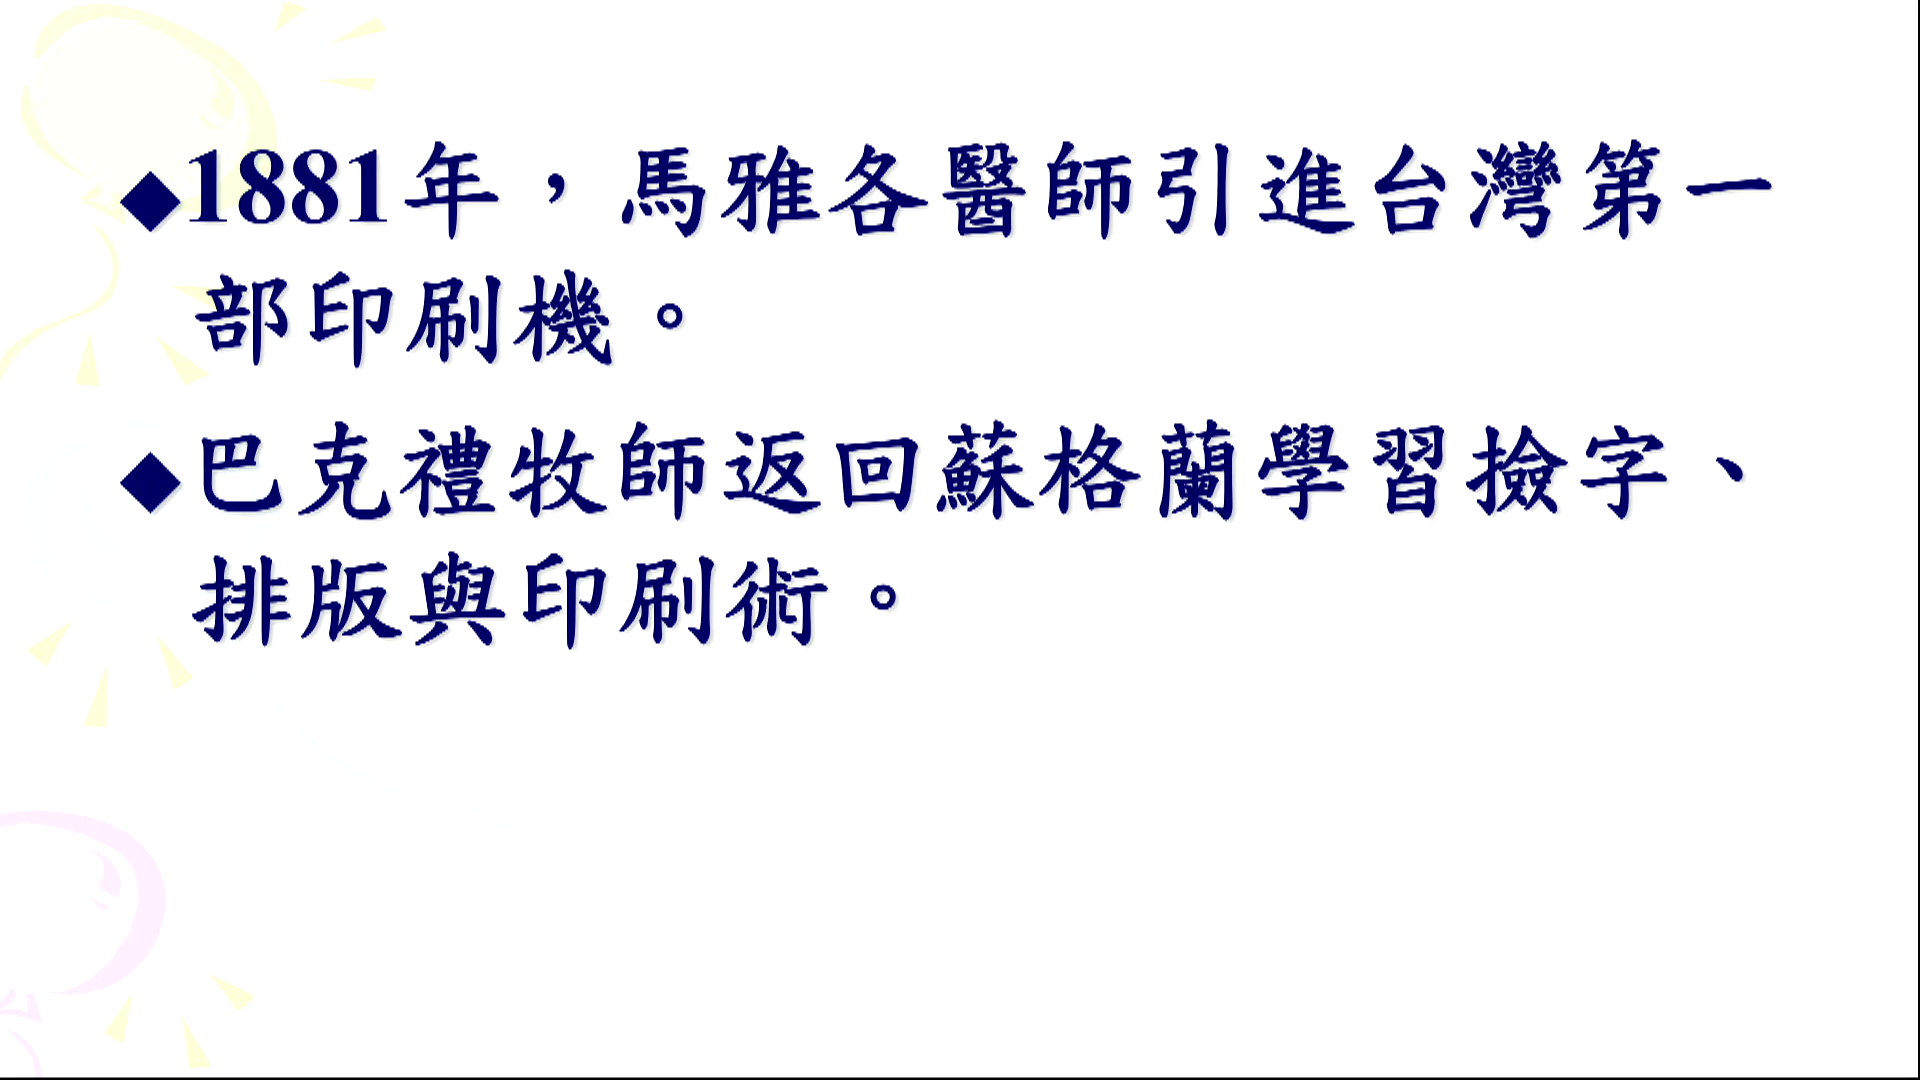 ◆1881年，馬雅各醫師引進台灣第一
部印刷機。
◆巴克禮牧師返回蘇格蘭學習撿字、
排版與印刷術。